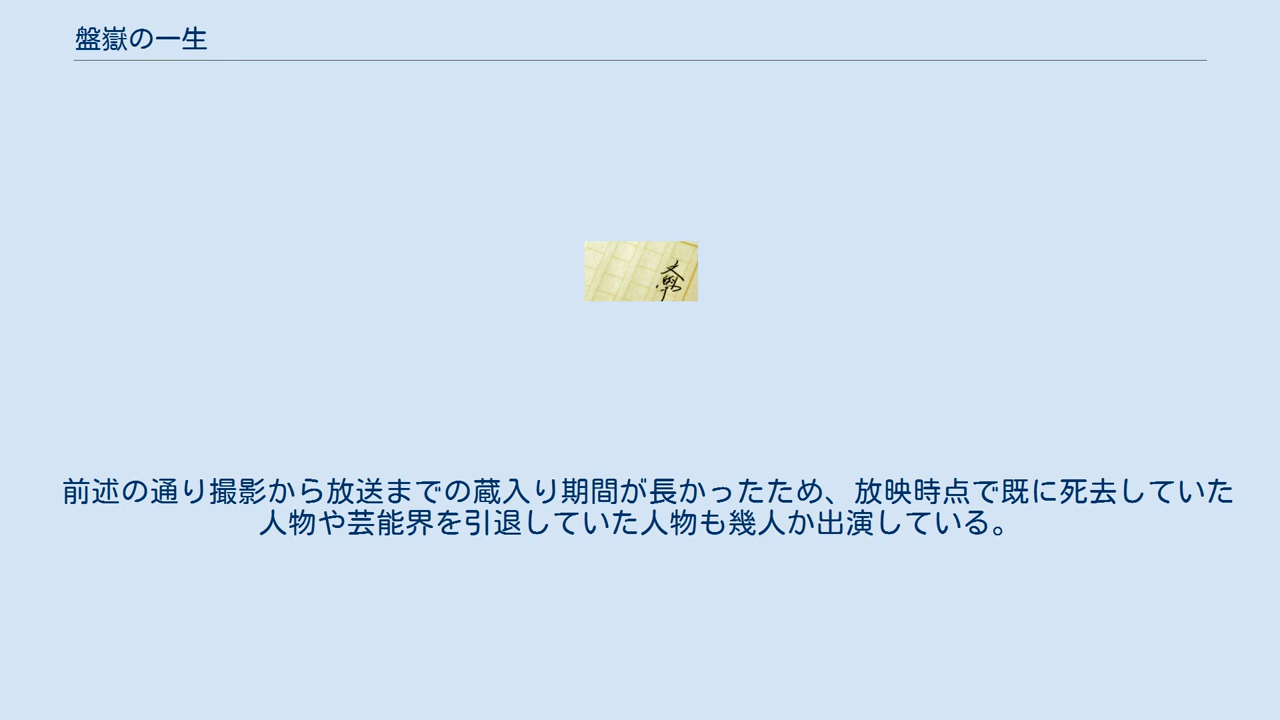 盤嶽の一生
前述の通り撮影から放送までの蔵入り期間が長かったため、放映時点で既に死去していた
人物や芸能界を引退していた人物も幾人か出演している。